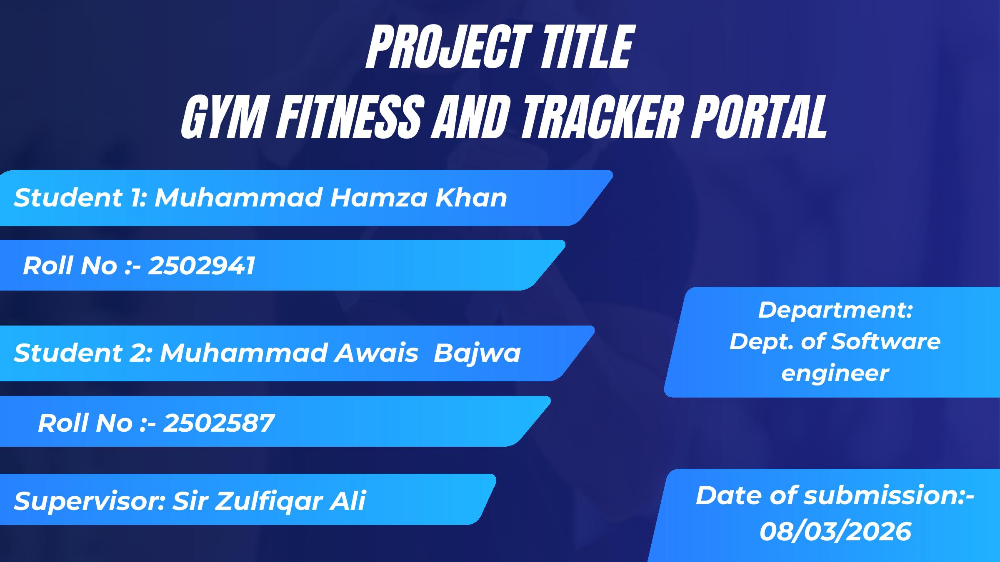 PROJECT TITLE
GYM FITNESS AND TRACKER PORTAL
Student 1: Muhammad Hamza Khan
Roll No :- 2502941
Student 2: Muhammad Awais  Bajwa
Roll No :- 2502587
Supervisor: Sir Zulfiqar Ali
Department:
Dept. of Software
engineer
Date of submission:-
08/03/2026